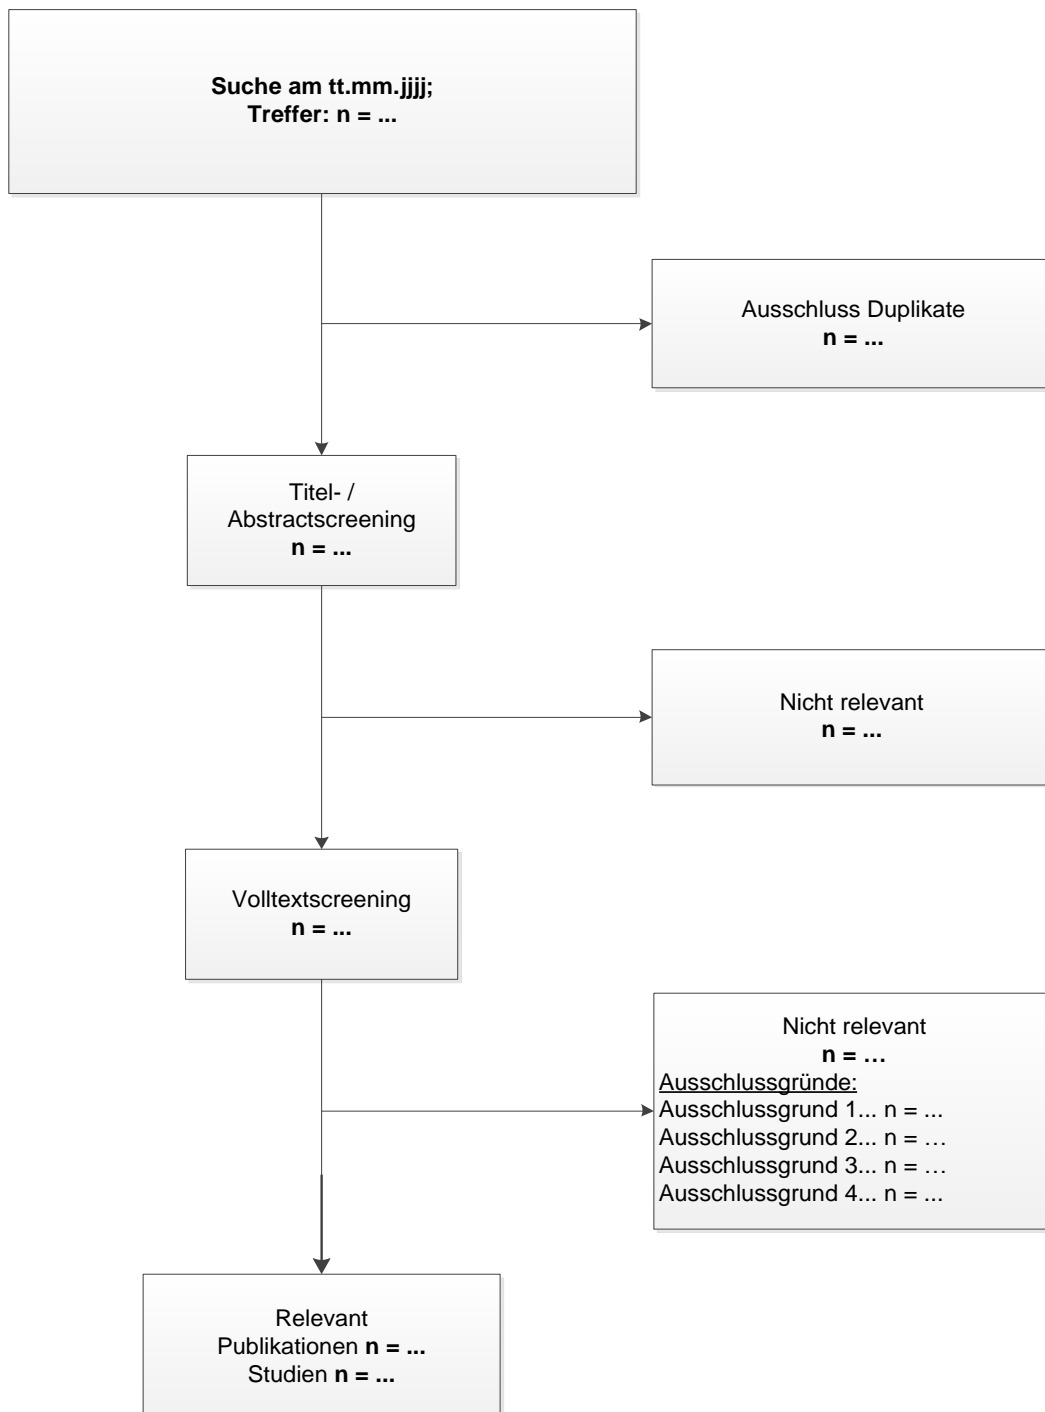 Suche am tt.mm.jjjj;
Treffer: n = ...
Ausschluss Duplikate
n = ...
Titel- /
Abstractscreening
n = ...
Nicht relevant
n = ...
Volltextscreening
n = ...
Nicht relevant
n = …
Ausschlussgründe:
Ausschlussgrund 1... n = ...
Ausschlussgrund 2... n = …
Ausschlussgrund 3... n = …
Ausschlussgrund 4... n = ...
Relevant
Publikationen n = ...
Studien n = ...